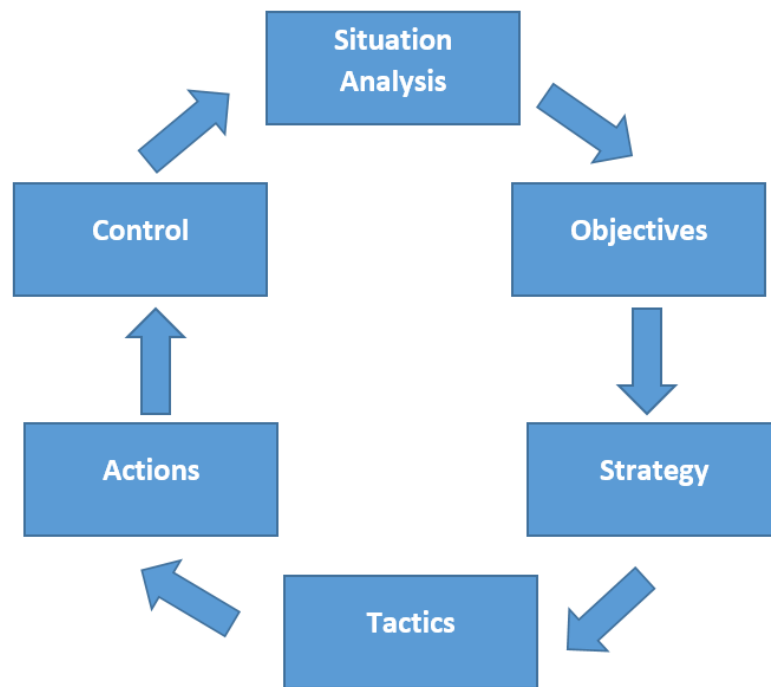 Situation
Analysis
Objectives
Strategy
Tactics
Actions
Control